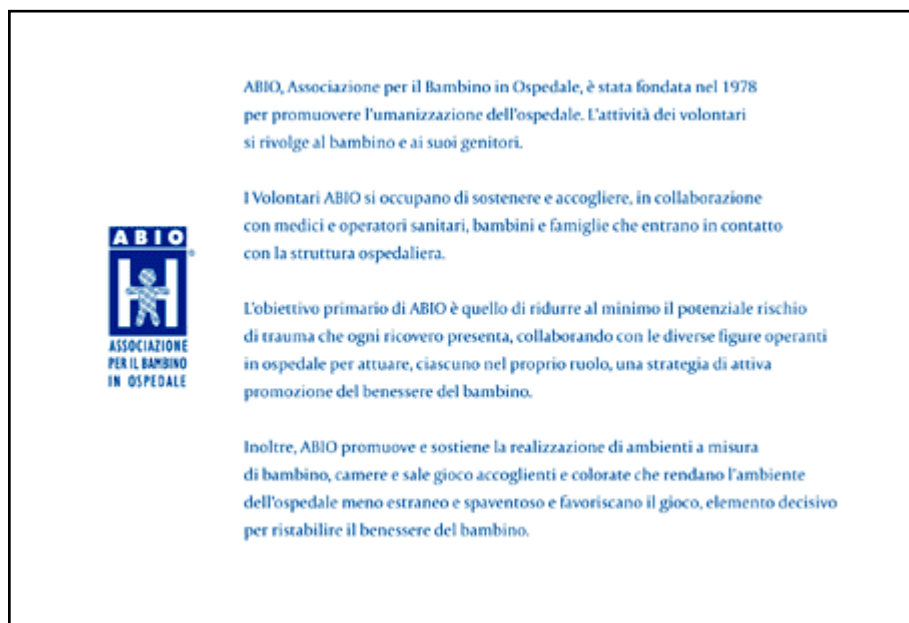 ABIO, Associazione per il Bambino in Ospedale, è stata fondata nel 1978
per promuovere l'umanizzazione dell'ospedale. L'attività dei volontari
si rivolge al bambino e ai suoi genitori.
I Volontari ABIO si occupano di sostenere e accogliere, in collaborazione
con medici e operatori sanitari, bambini e famiglie che entrano in contatto
con la struttura ospedaliera.
ABIO
H
ASSOCIAZIONE
PER IL BAMBINO
IN OSPEDALE
L'obiettivo primario di ABIO è quello di ridurre al minimo il potenziale rischio
di trauma che ogni ricovero presenta, collaborando con le diverse figure operanti
in ospedale per attuare, ciascuno nel proprio ruolo, una strategia di attiva
promozione del benessere del bambino.
Inoltre, ABIO promuove e sostiene la realizzazione di ambienti a misura
di bambino, camere e sale gioco accoglienti e colorate che rendano l'ambiente
dell'ospedale meno estraneo e spaventoso e favoriscano il gioco, elemento decisivo
per ristabilire il benessere del bambino.